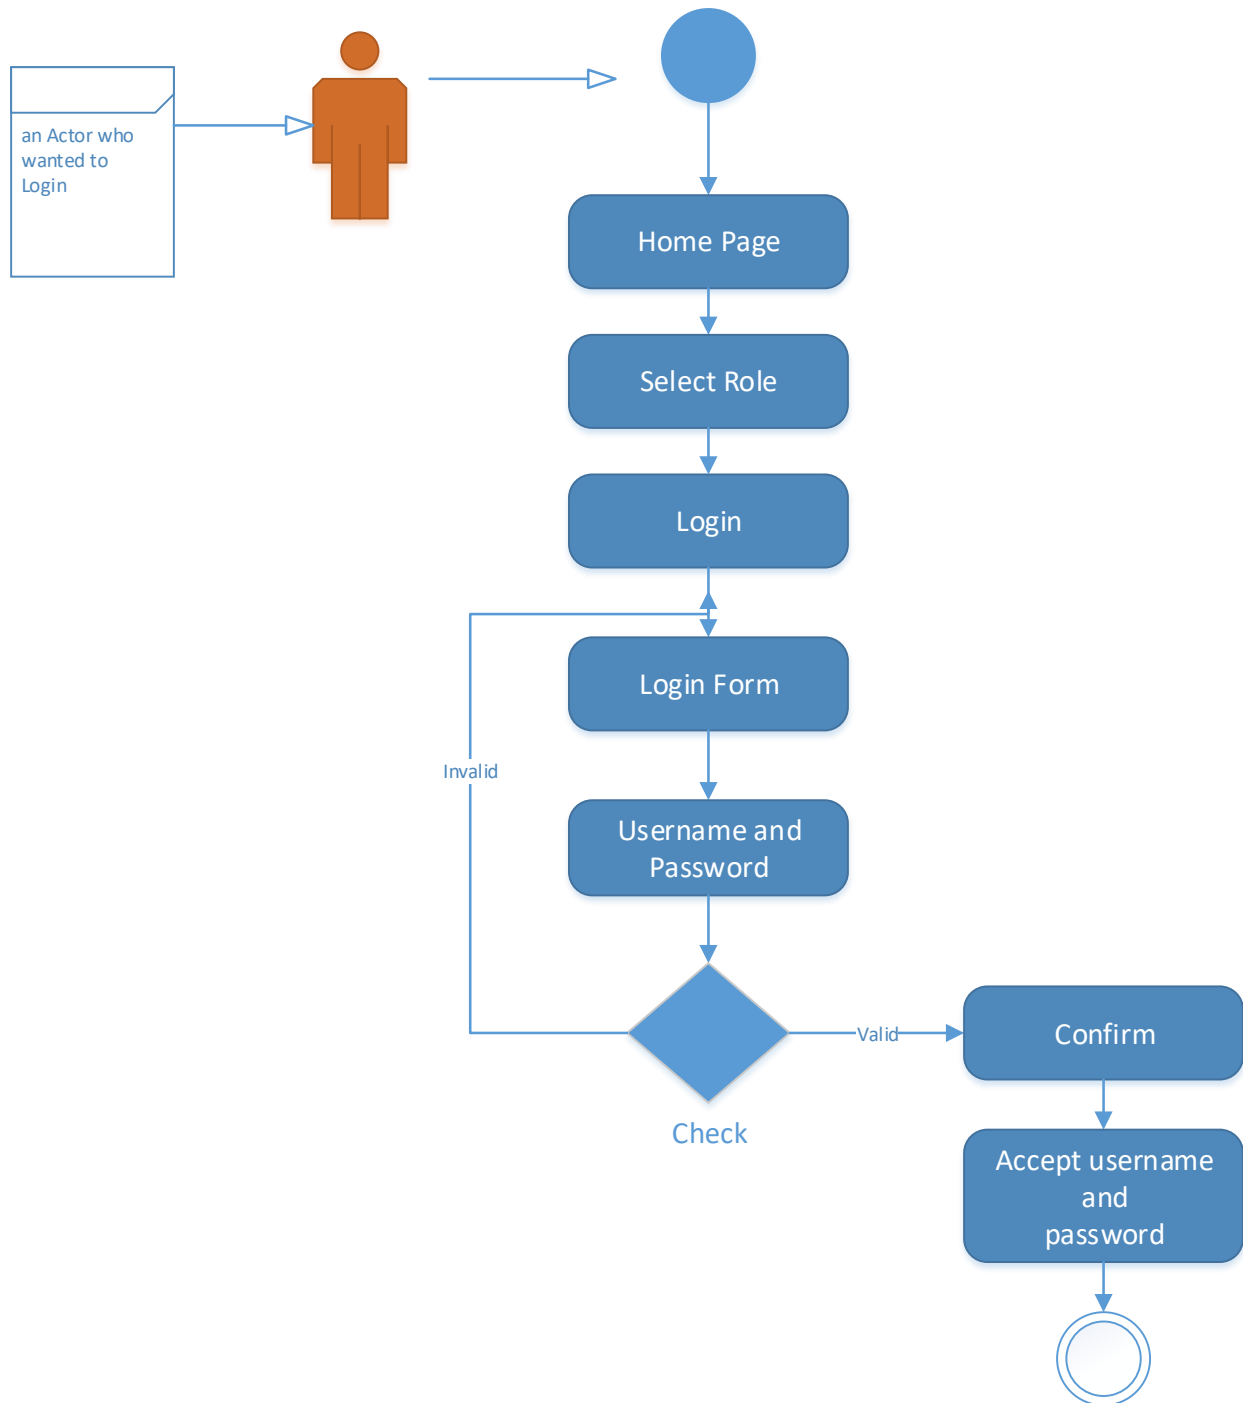 an Actor who
wanted to
Login
Home Page
Select Role
Login
Login Form
Invalid
Username and
Password
Valid
Confirm
Check
Accept username
and
password